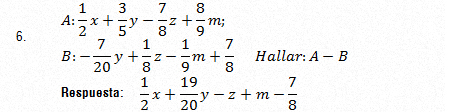 6.
A: 1/2 x + 3/5 y − 7/8 z + 8/9 m;
B: − 7/20 y + 1/8 z − 1/9 m + 7/8 Hallar: A − B
Respuesta: 1/2 x + 19/20 y − z + m − 7/8